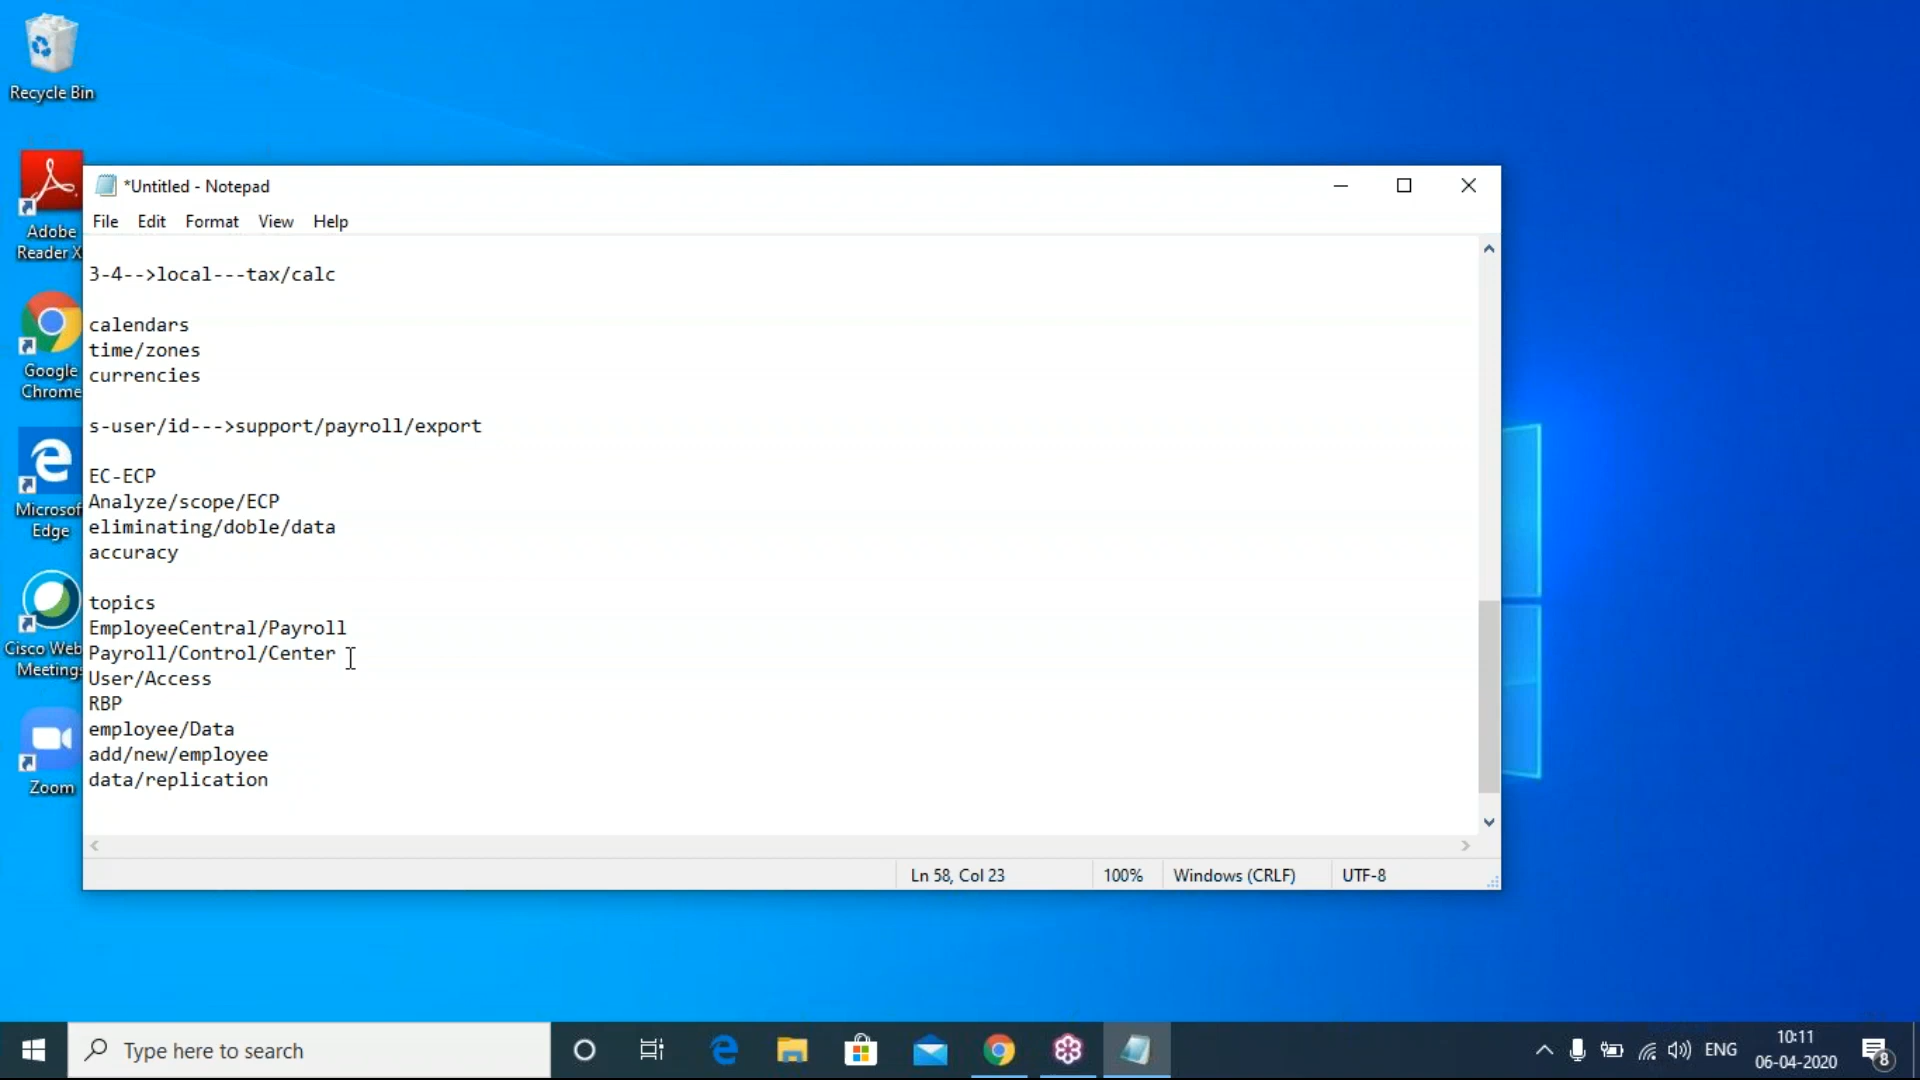 Recycle Bin
Adobe
Reader X
Google
Chrome
Microsof
Edge
Cisco Web
Meetings
Zoom
*Untitled - Notepad
File Edit Format View Help
3-4-->local---tax/calc
calendars
time/zones
currencies
s-user/id--->support/payroll/export
EC-ECP
Analyze/scope/ECP
eliminating/doble/data
accuracy
topics
EmployeeCentral/Payroll
Payroll/Control/Center
User/Access
RBP
employee/Data
add/new/employee
data/replication
Ln 58, Col 23 100% Windows (CRLF) UTF-8
Type here to search
ENG
10:11
06-04-2020
8